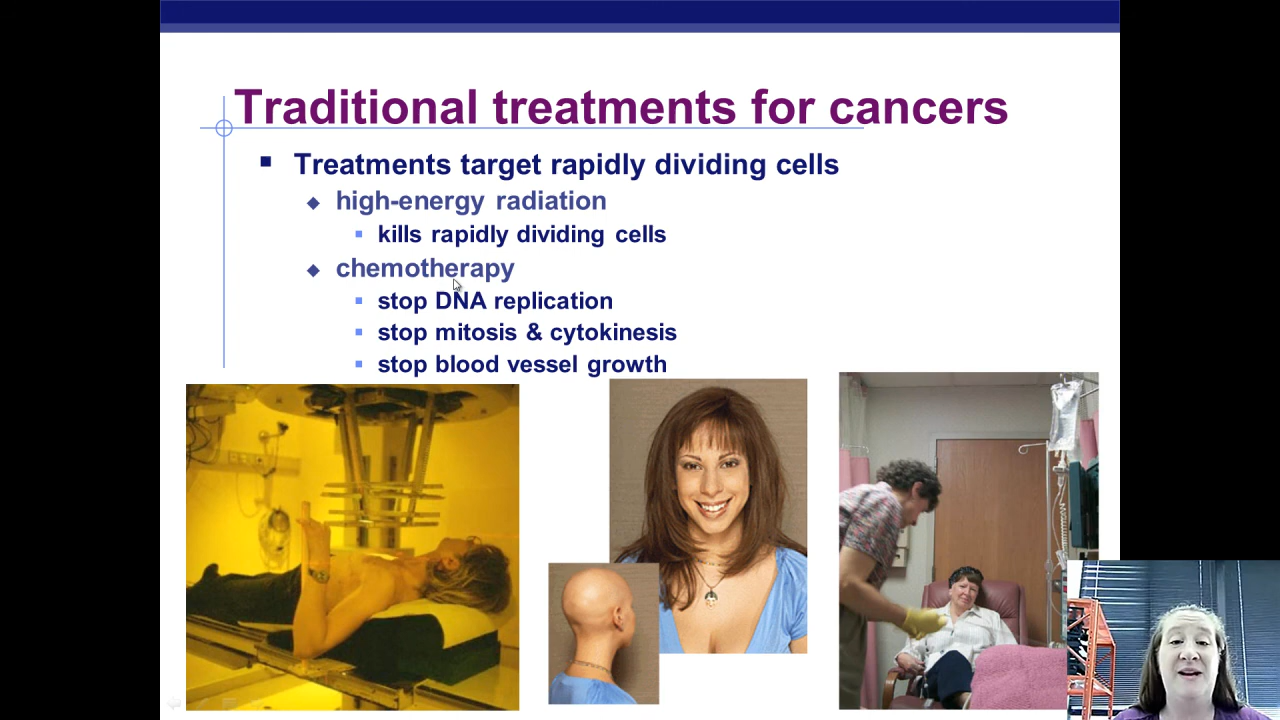 Traditional treatments for cancers
Treatments target rapidly dividing cells
high-energy radiation
kills rapidly dividing cells
chemotherapy
stop DNA replication
stop mitosis & cytokinesis
stop blood vessel growth